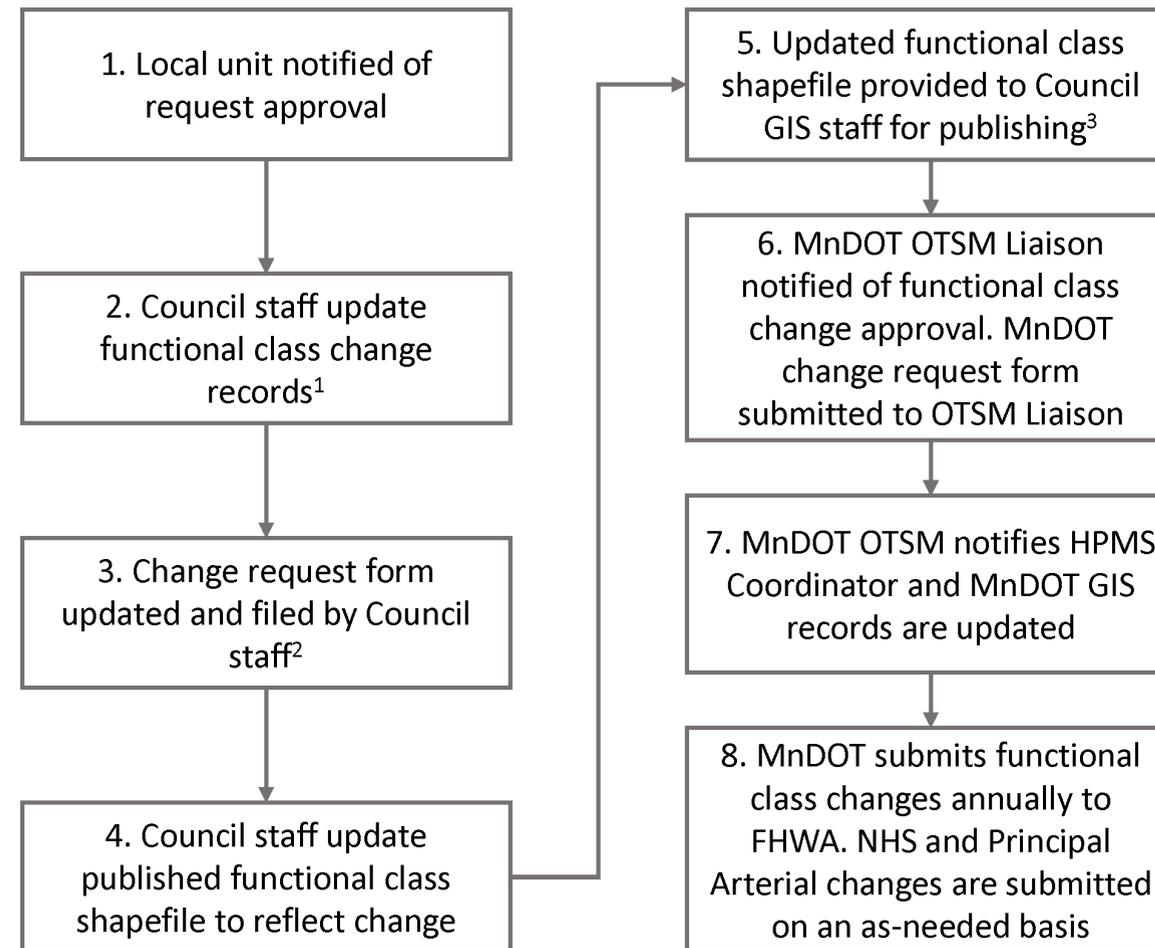 1. Local unit notified of
request approval
2. Council staff update
functional class change
records¹
3. Change request form
updated and filed by Council
staff²
4. Council staff update
published functional class
shapefile to reflect change
5. Updated functional class
shapefile provided to Council
GIS staff for publishing³
6. MnDOT OTSM Liaison
notified of functional class
change approval. MnDOT
change request form
submitted to OTSM Liaison
7. MnDOT OTSM notifies HPMS
Coordinator and MnDOT GIS
records are updated
8. MnDOT submits functional
class changes annually to
FHWA. NHS and Principal
Arterial changes are submitted
on an as-needed basis